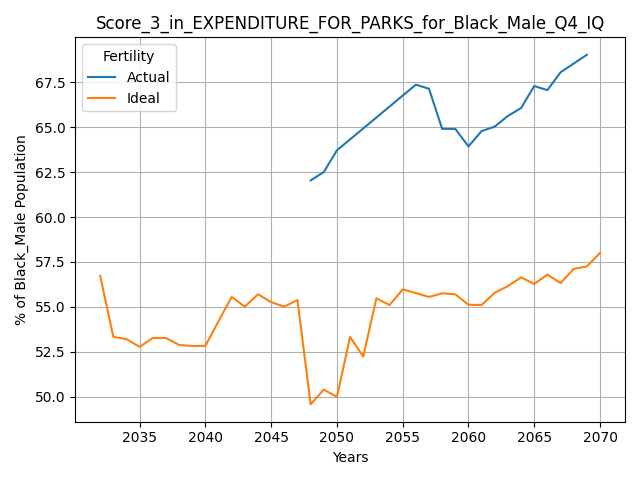 Score_3_in_EXPENDITURE_FOR_PARKS_for_Black_Male_Q4_IQ
Fertility
Actual
Ideal
% of Black_Male Population
67.5
65.0
62.5
60.0
57.5
55.0
52.5
50.0
2035 2040 2045 2050 2055 2060 2065 2070
Years